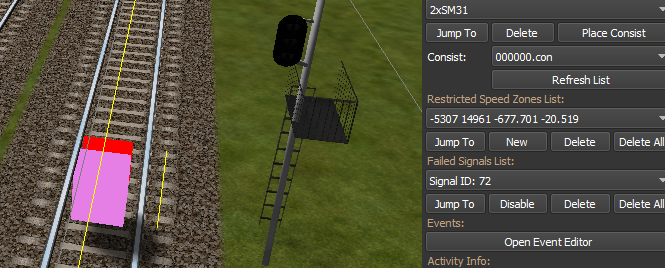 2xSM31
Jump To Delete Place Consist
Consist: 000000.con
Refresh List
Restricted Speed Zones List:
-5307 14961 -677.701 -20.519
Jump To New Delete Delete All
Failed Signals List:
Signal ID: 72
Jump To Disable Delete Delete All
Events:
Open Event Editor
Activity Info: